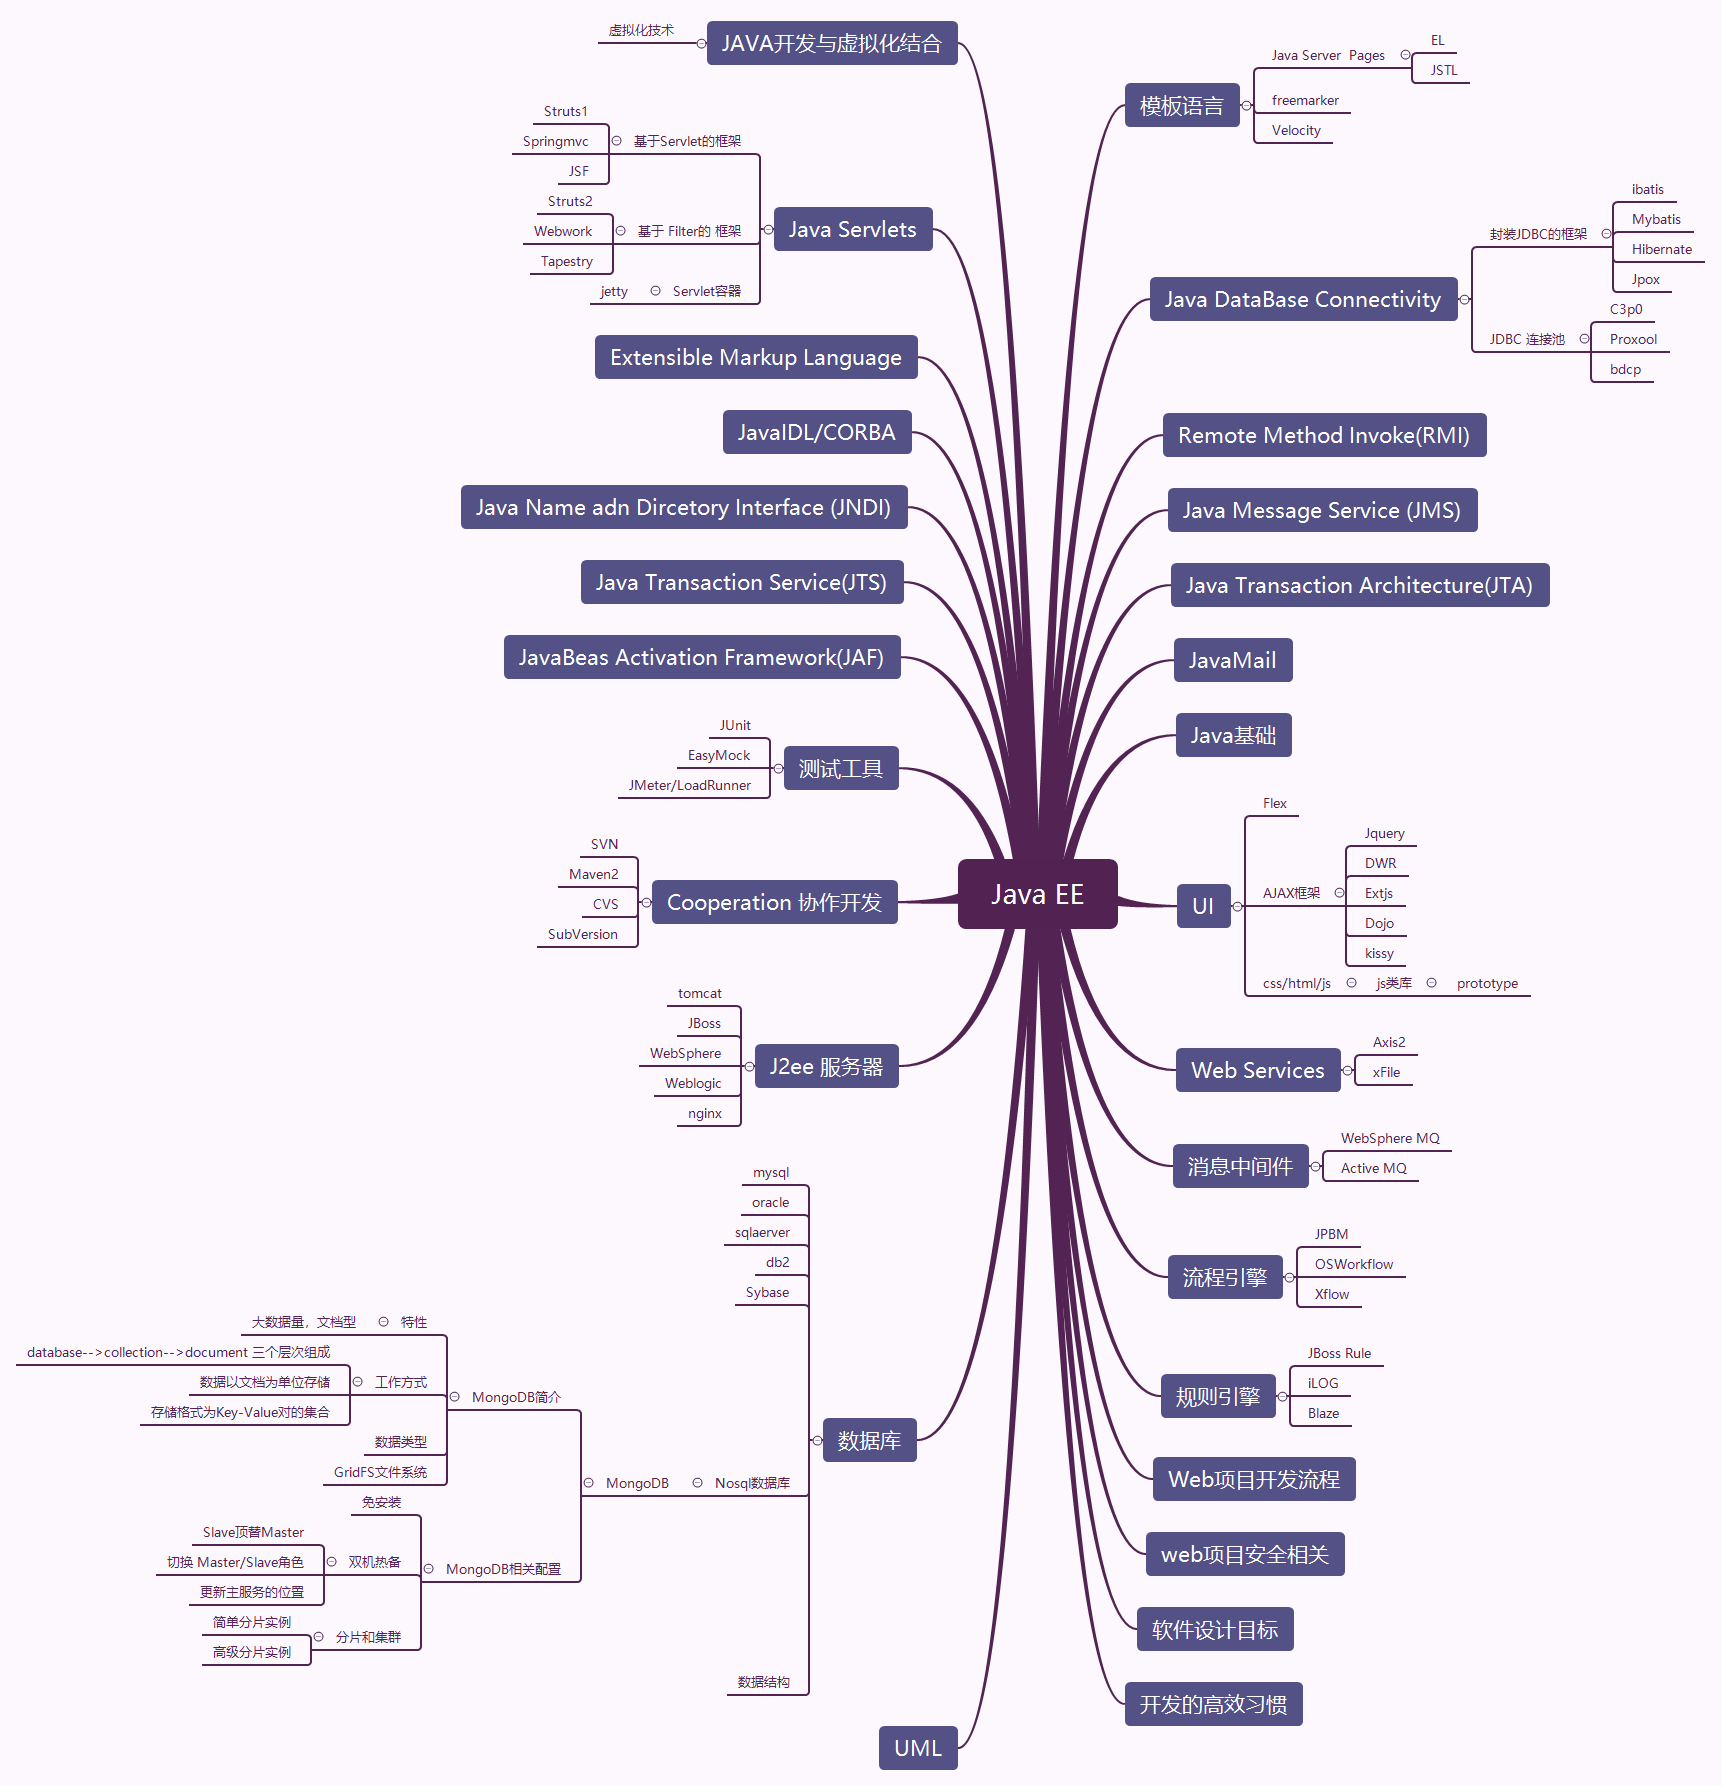 Java EE
模板语言
Java Server  Pages
EL
JSTL
freemarker
Velocity
Java DataBase Connectivity
封装JDBC的框架
ibatis
Mybatis
Hibernate
Jpox
JDBC 连接池
C3p0
Proxool
bdcp
Remote Method Invoke(RMI)
Java Message Service (JMS)
Java Transaction Architecture(JTA)
JavaMail
Java基础
UI
Flex
AJAX框架
Jquery
DWR
Extjs
Dojo
kissy
css/html/js
js类库
prototype
Web Services
Axis2
xFile
消息中间件
WebSphere MQ
Active MQ
流程引擎
JPBM
OSWorkflow
Xflow
规则引擎
JBoss Rule
iLOG
Blaze
Web项目开发流程
web项目安全相关
软件设计目标
开发的高效习惯
JAVA开发与虚拟化结合
虚拟化技术
Java Servlets
基于Servlet的框架
Struts1
Springmvc
JSF
基于 Filter的 框架
Struts2
Webwork
Tapestry
Servlet容器
jetty
Extensible Markup Language
JavaIDL/CORBA
Java Name adn Dircetory Interface (JNDI)
Java Transaction Service(JTS)
JavaBeas Activation Framework(JAF)
测试工具
JUnit
EasyMock
JMeter/LoadRunner
Cooperation 协作开发
SVN
Maven2
CVS
SubVersion
J2ee 服务器
tomcat
JBoss
WebSphere
Weblogic
nginx
数据库
mysql
oracle
sqlaerver
db2
Sybase
Nosql数据库
MongoDB
MongoDB简介
特性
大数据量，文档型
工作方式
database-->collection-->document 三个层次组成
数据以文档为单位存储
存储格式为Key-Value对的集合
数据类型
GridFS文件系统
MongoDB相关配置
免安装
双机热备
Slave顶替Master
切换 Master/Slave角色
更新主服务的位置
分片和集群
简单分片实例
高级分片实例
数据结构
UML